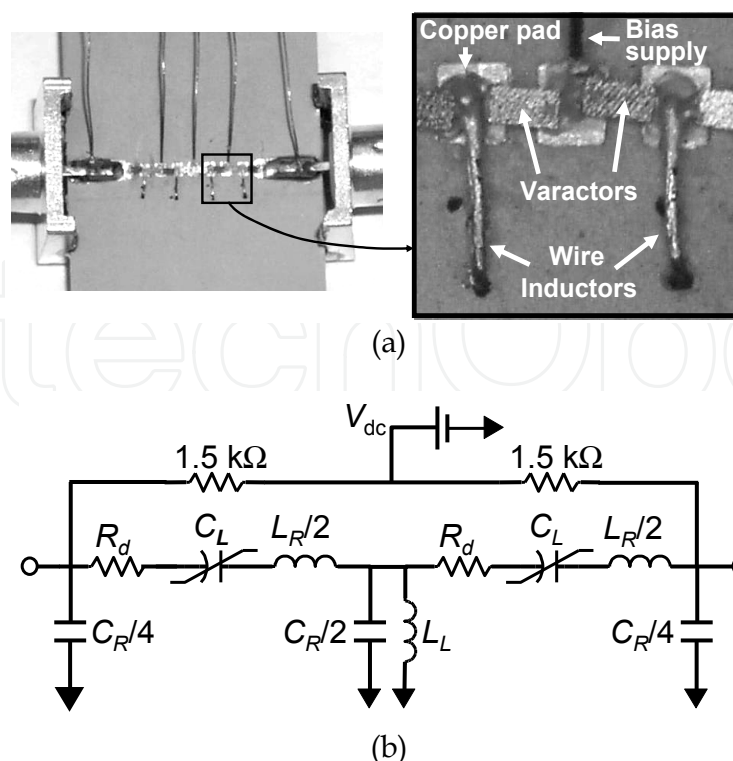 Copper pad
Bias
supply
Varactors
Wire
Inductors
(a)
V_dc
1.5 kΩ
1.5 kΩ
R_d
C_L
L_R/2
R_d
C_L
L_R/2
C_R/4
C_R/2
L_L
C_R/4
(b)